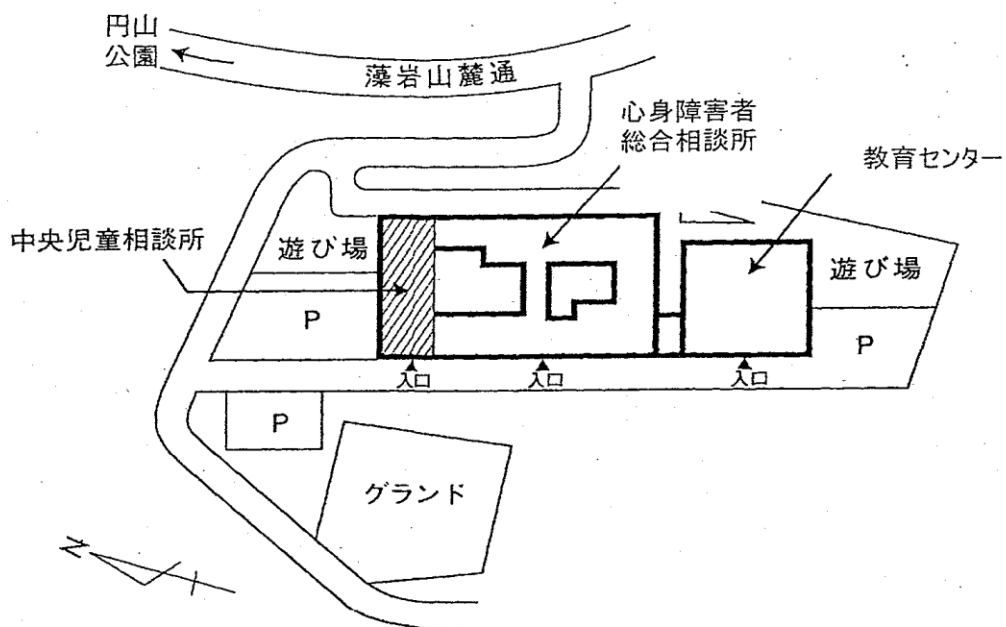 円山
公園
藻岩山麓通
心身障害者
総合相談所
教育センター
中央児童相談所
遊び場
遊び場
P
P
入口
入口
入口
P
グランド
N